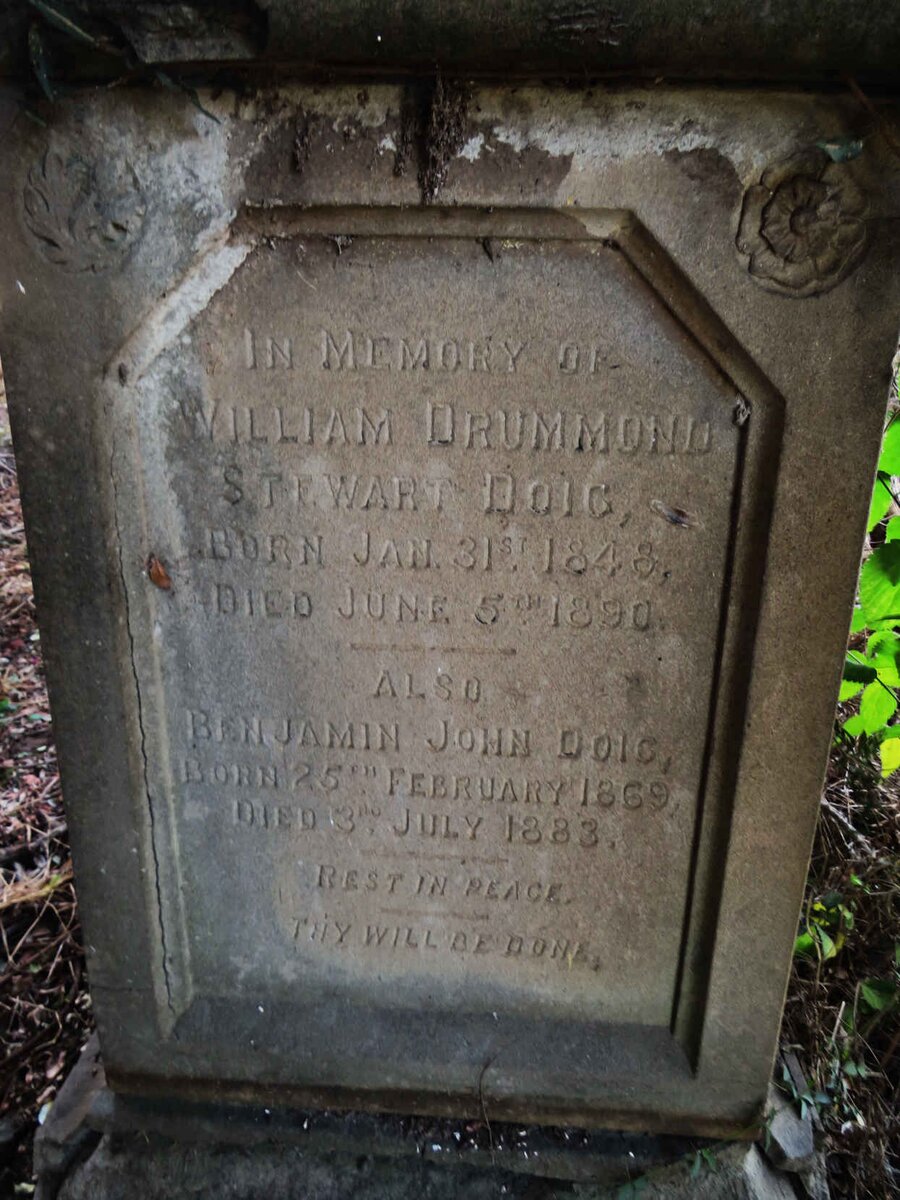 IN MEMORY OF
WILLIAM DRUMMOND
STEWART DOIG,
BORN JAN. 31ST. 1848,
DIED JUNE 5TH 1890.
ALSO
BENJAMIN JOHN DOIG,
BORN 25TH FEBRUARY 1869,
DIED 3RD. JULY 1883.
REST IN PEACE.
THY WILL BE DONE,